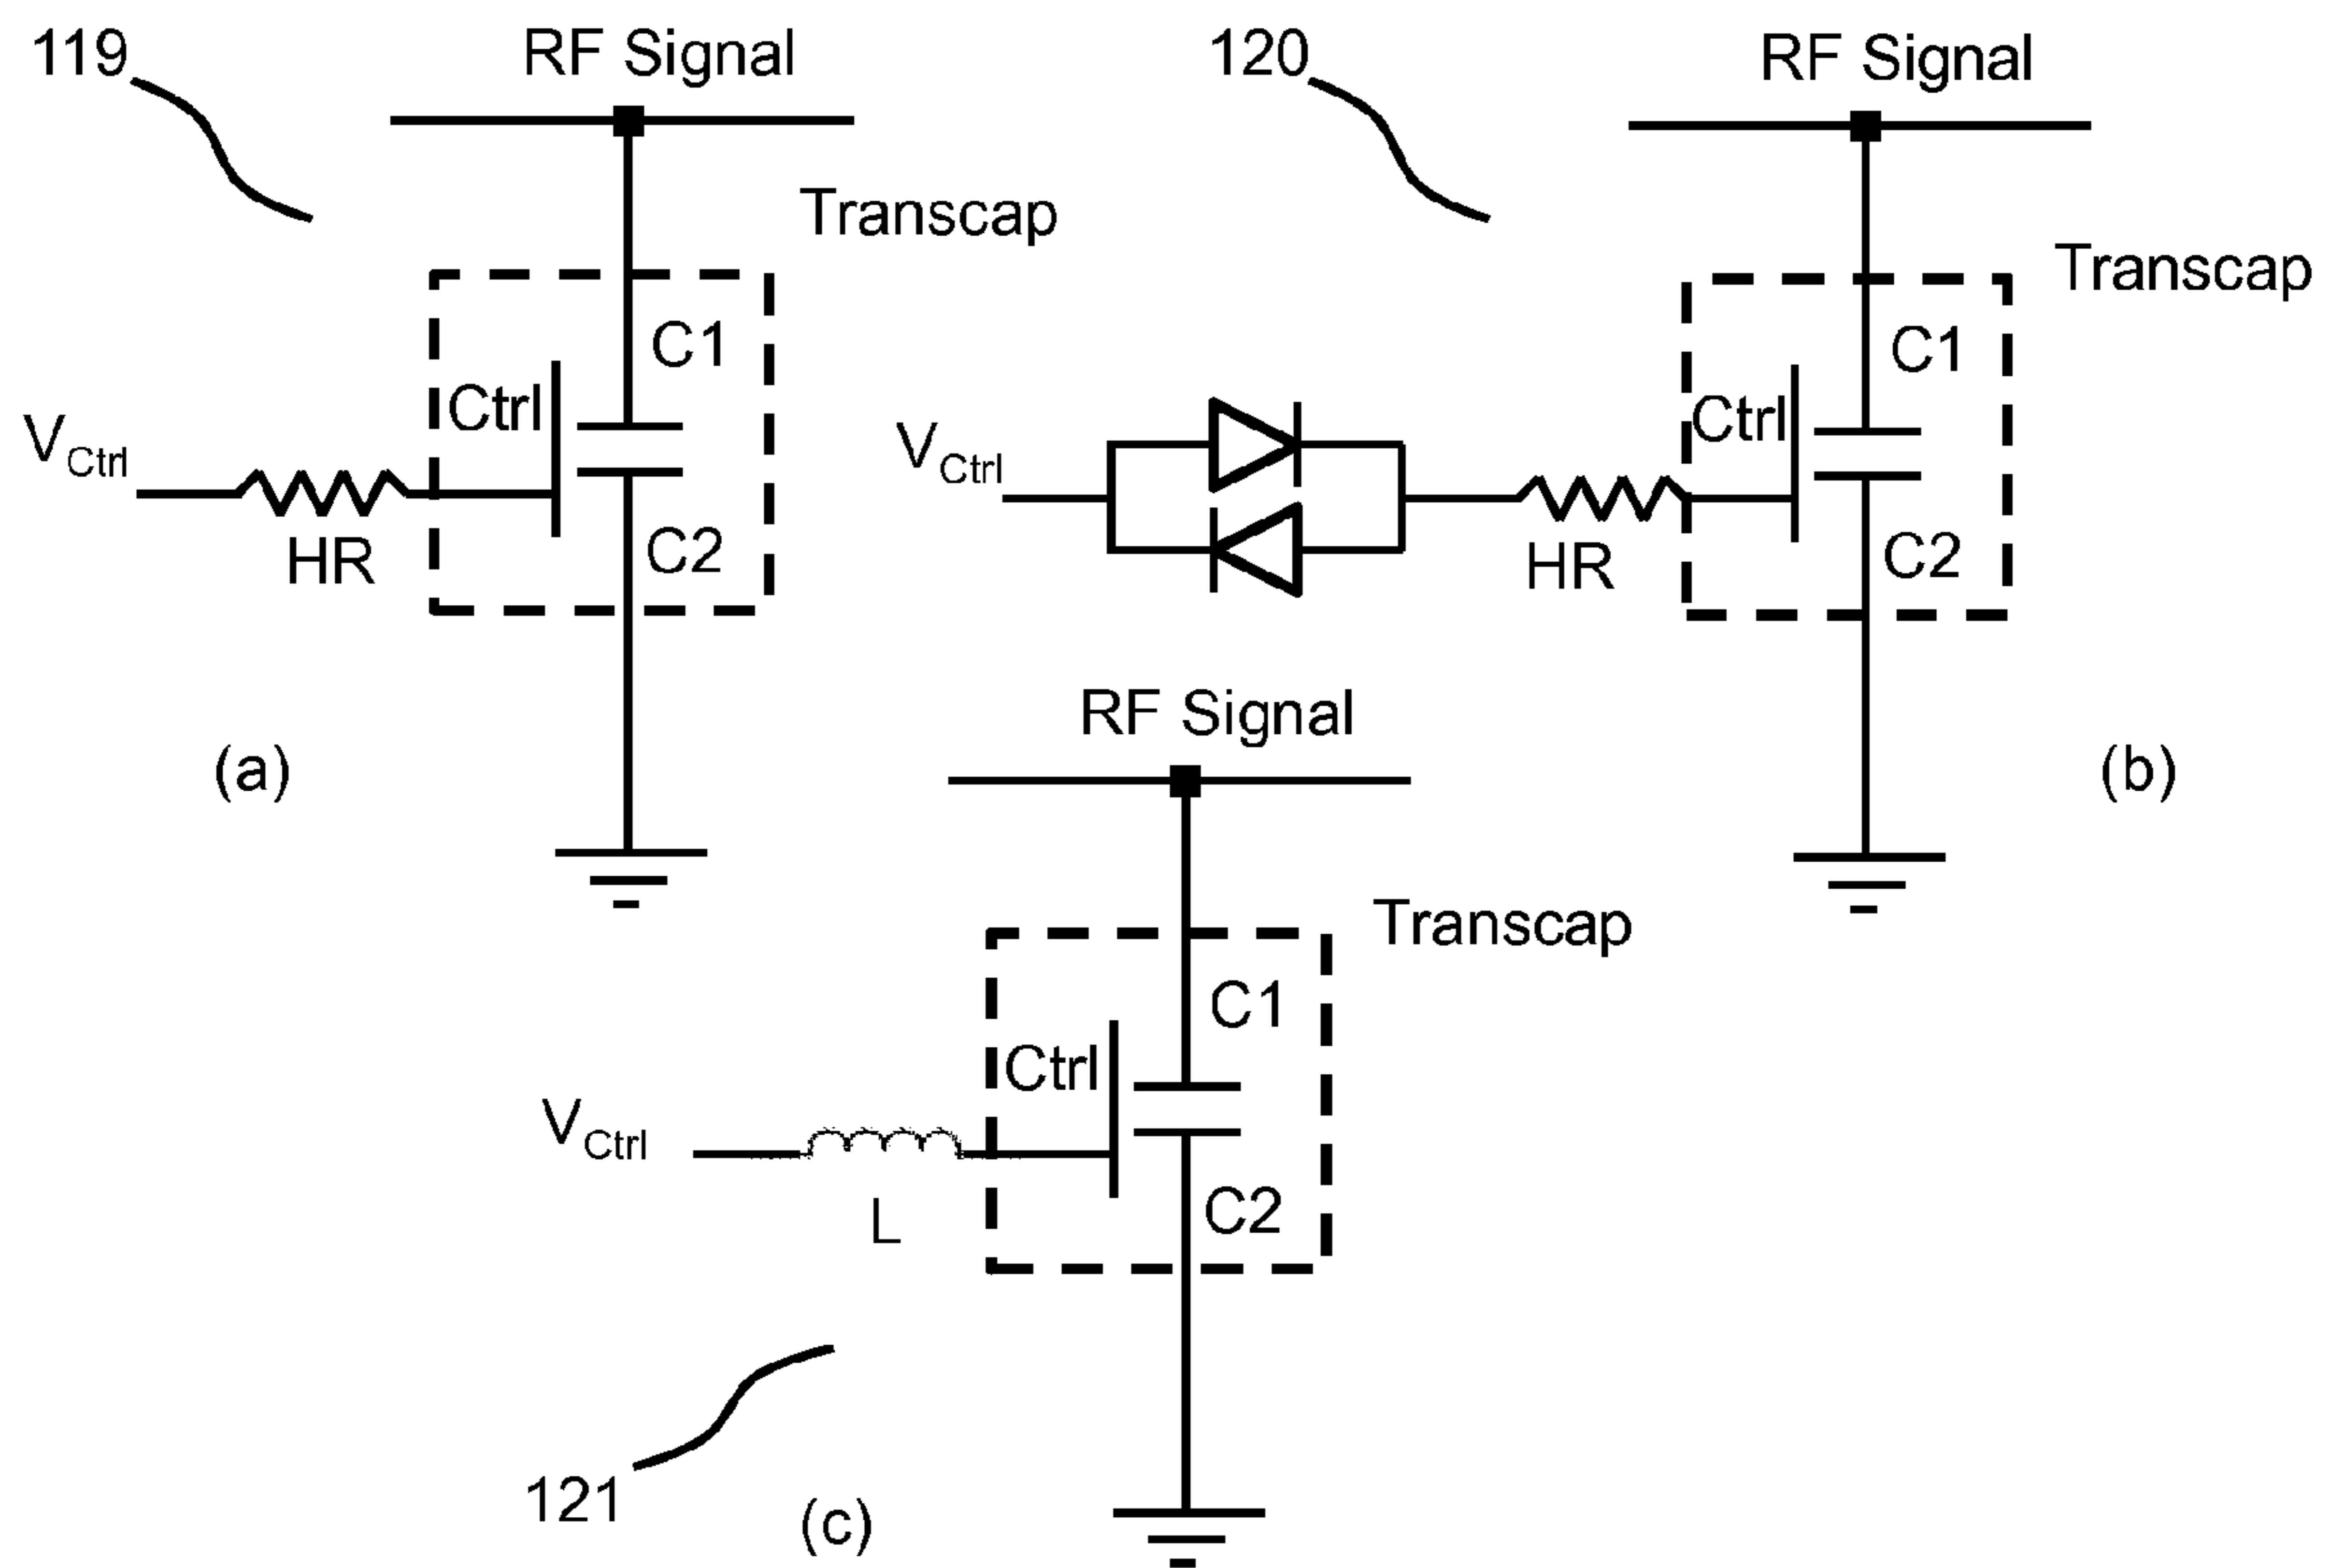 119
RF Signal
Transcap
C1
Ctrl
VCtrl
HR
C2
(a)
120
RF Signal
Transcap
C1
Ctrl
VCtrl
HR
C2
(b)
RF Signal
Transcap
C1
Ctrl
VCtrl
L
C2
121
(c)